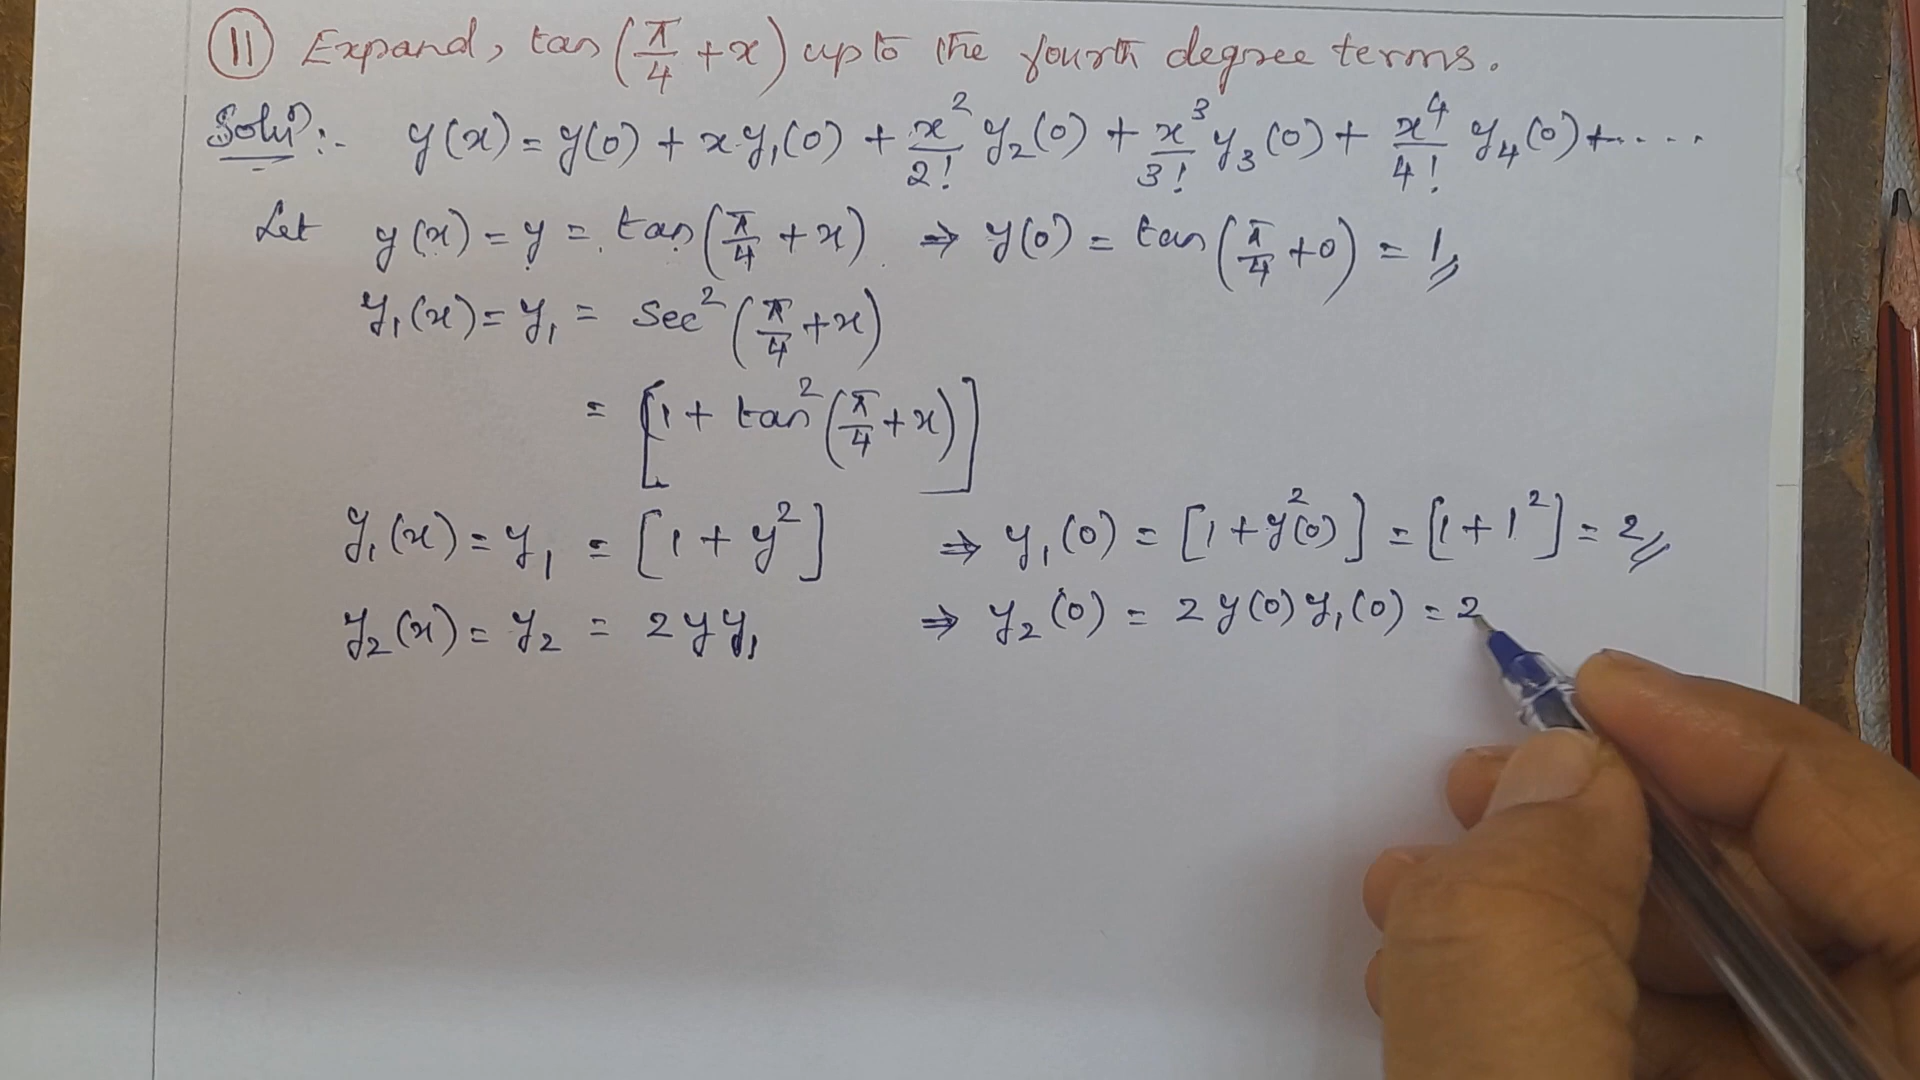 ⑪ Expand, tan(π/4 + x) upto the fourth degree terms.
Soln:- y(x) = y(0) + x y₁(0) + x²/2! y₂(0) + x³/3! y₃(0) + x⁴/4! y₄(0) + .....
Let y(x) = y = tan(π/4 + x) ⇒ y(0) = tan(π/4 + 0) = 1//
y₁(x) = y₁ = Sec²(π/4 + x)
= [1 + tan²(π/4 + x)]
y₁(x) = y₁ = [1 + y²] ⇒ y₁(0) = [1 + y²(0)] = [1 + 1²] = 2//
y₂(x) = y₂ = 2yy₁ ⇒ y₂(0) = 2y(0)y₁(0) = 2